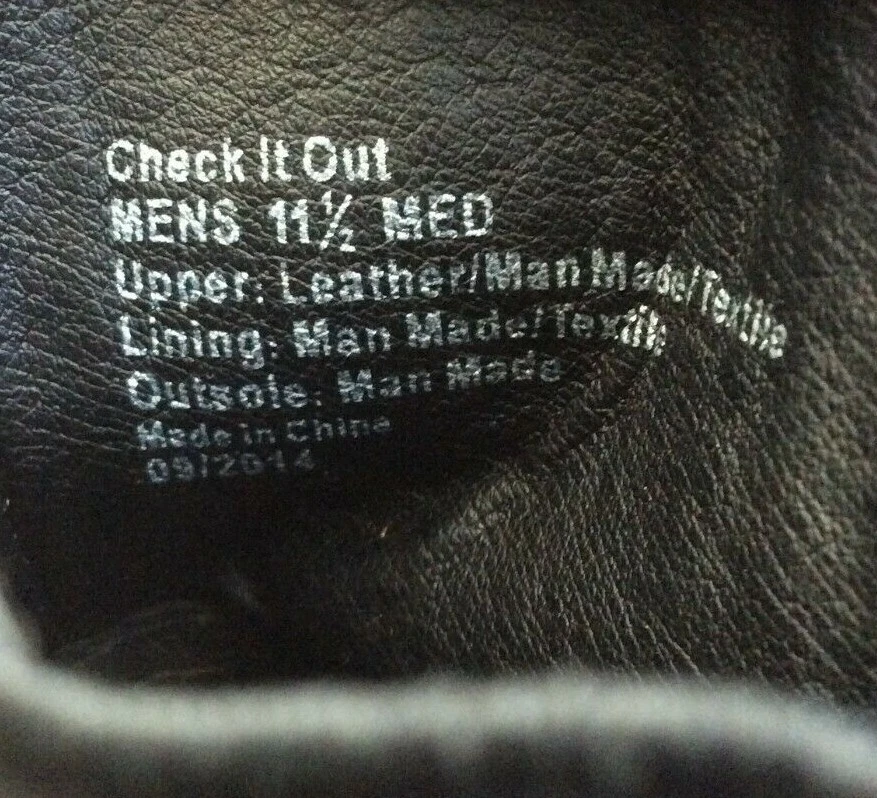 Check It Out
MENS 11½ MED
Upper: Leather/Man Made/Textile
Lining: Man Made/Textile
Outsole: Man Made
Made in China
09/2014